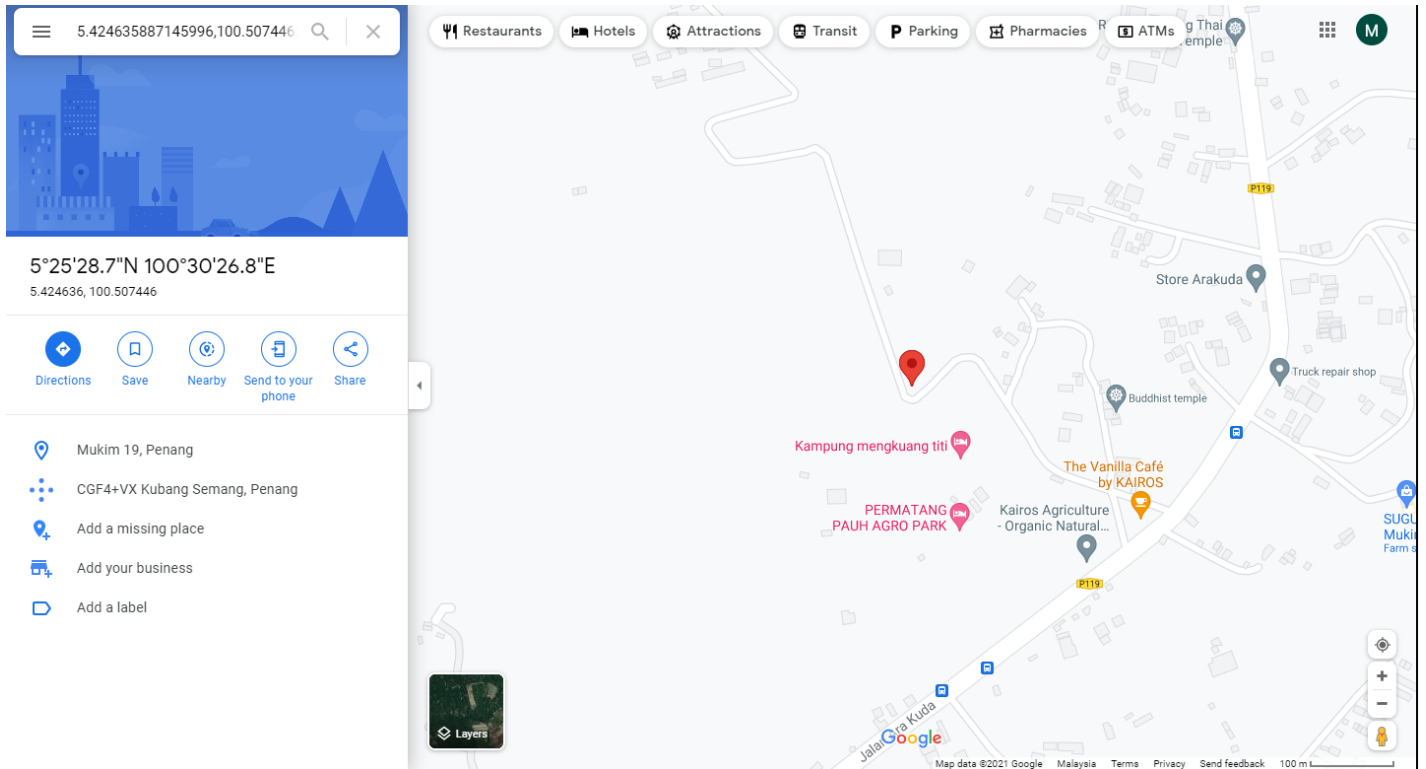 5.424635887145996,100.507446
Restaurants
Hotels
Attractions
Transit
Parking
Pharmacies
ATMs
g Thai
emple
M
5°25'28.7"N 100°30'26.8"E
5.424636, 100.507446
Directions
Save
Nearby
Send to your
phone
Share
Mukim 19, Penang
CGF4+VX Kubang Semang, Penang
Add a missing place
Add your business
Add a label
P119
Store Arakuda
Truck repair shop
Buddhist temple
Kampung mengkuang titi
The Vanilla Café
by KAIROS
PERMATANG
PAUH AGRO PARK
Kairos Agriculture
- Organic Natural...
SUGU
Muki
Farm s
P119
Layers
Google
Map data ©2021 Google
Malaysia
Terms
Privacy
Send feedback
100 m